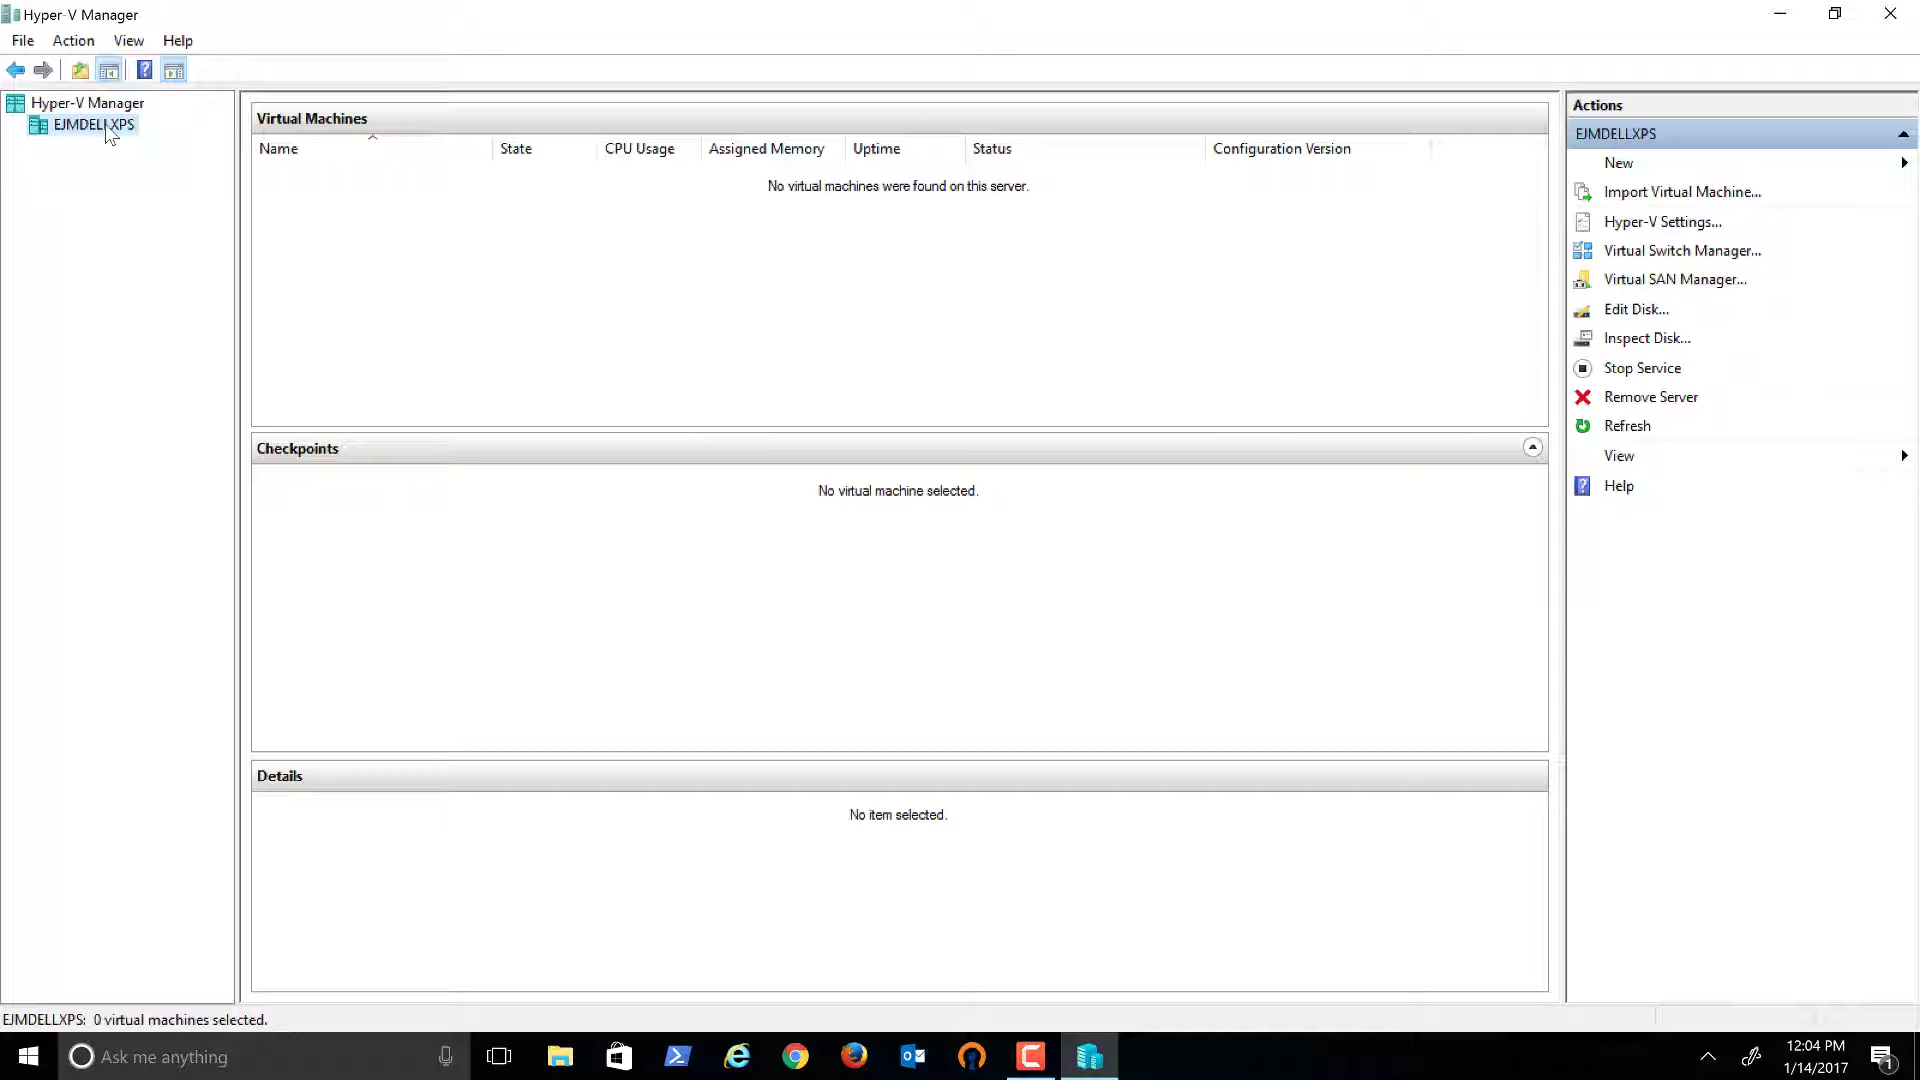 Hyper-V Manager
File Action View Help
Hyper-V Manager
EJMDELLXPS
Virtual Machines
Name State CPU Usage Assigned Memory Uptime Status Configuration Version
No virtual machines were found on this server.
Checkpoints
No virtual machine selected.
Details
No item selected.
Actions
EJMDELLXPS
New
Import Virtual Machine...
Hyper-V Settings...
Virtual Switch Manager...
Virtual SAN Manager...
Edit Disk...
Inspect Disk...
Stop Service
Remove Server
Refresh
View
Help
EJMDELLXPS: 0 virtual machines selected.
Ask me anything
12:04 PM
1/14/2017
1